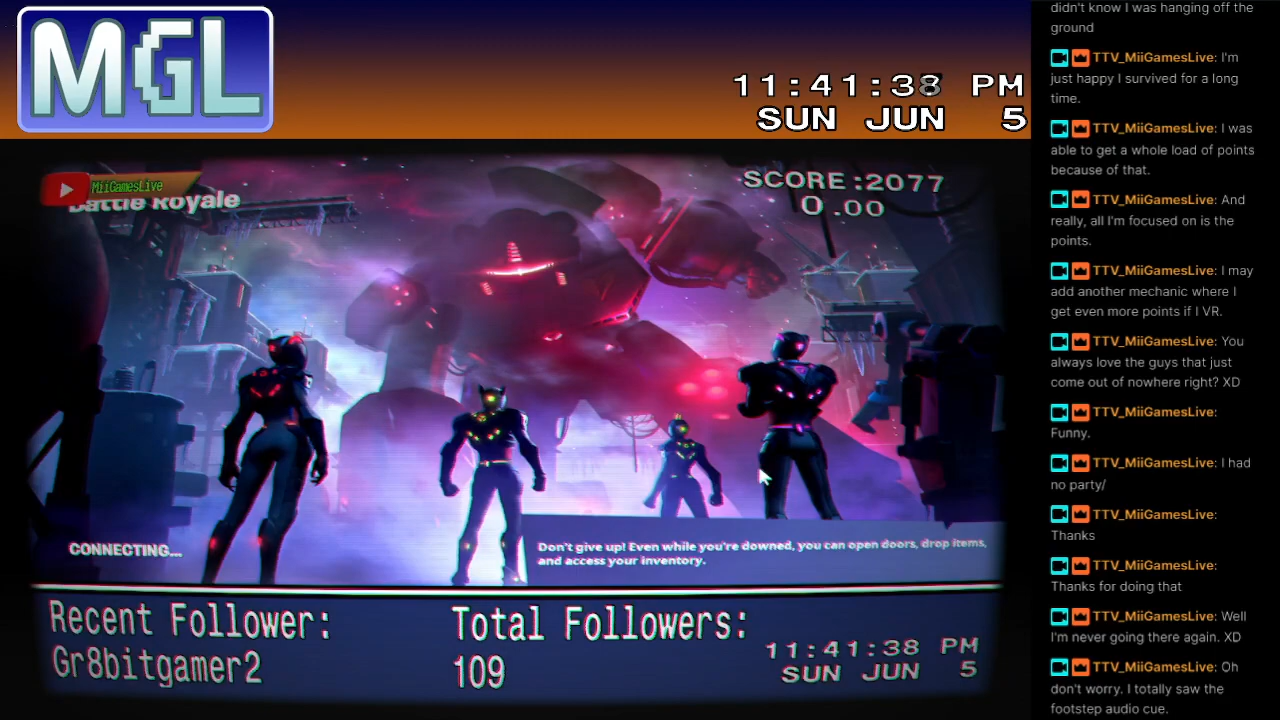 MGL
11:41:38 PM
SUN JUN 5
MiiGamesLive
Battle Royale
SCORE:2077
0.00
CONNECTING...
Don't give up! Even while you're downed, you can open doors, drop items,
and access your inventory.
Recent Follower:
Gr8bitgamer2
Total Followers:
109
11:41:38 PM
SUN JUN 5
didn't know I was hanging off the
ground
TTV_MiiGamesLive: I'm
just happy I survived for a long
time.
TTV_MiiGamesLive: I was
able to get a whole load of points
because of that.
TTV_MiiGamesLive: And
really, all I'm focused on is the
points.
TTV_MiiGamesLive: I may
add another mechanic where I
get even more points if I VR.
TTV_MiiGamesLive: You
always love the guys that just
come out of nowhere right? XD
TTV_MiiGamesLive:
Funny.
TTV_MiiGamesLive: I had
no party/
TTV_MiiGamesLive:
Thanks
TTV_MiiGamesLive:
Thanks for doing that
TTV_MiiGamesLive: Well
I'm never going there again. XD
TTV_MiiGamesLive: Oh
don't worry. I totally saw the
footstep audio cue.